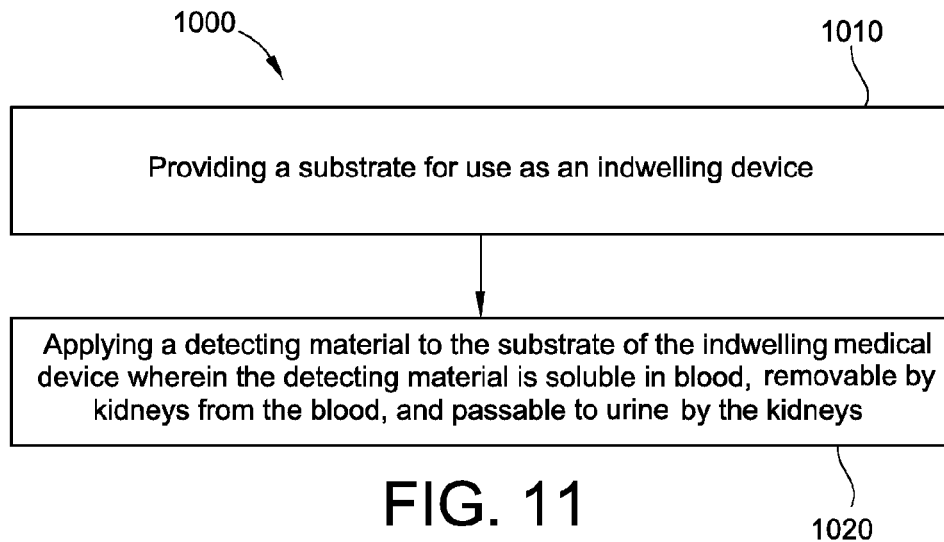 1000
1010
Providing a substrate for use as an indwelling device
Applying a detecting material to the substrate of the indwelling medical
device wherein the detecting material is soluble in blood, removable by
kidneys from the blood, and passable to urine by the kidneys
FIG. 11
1020